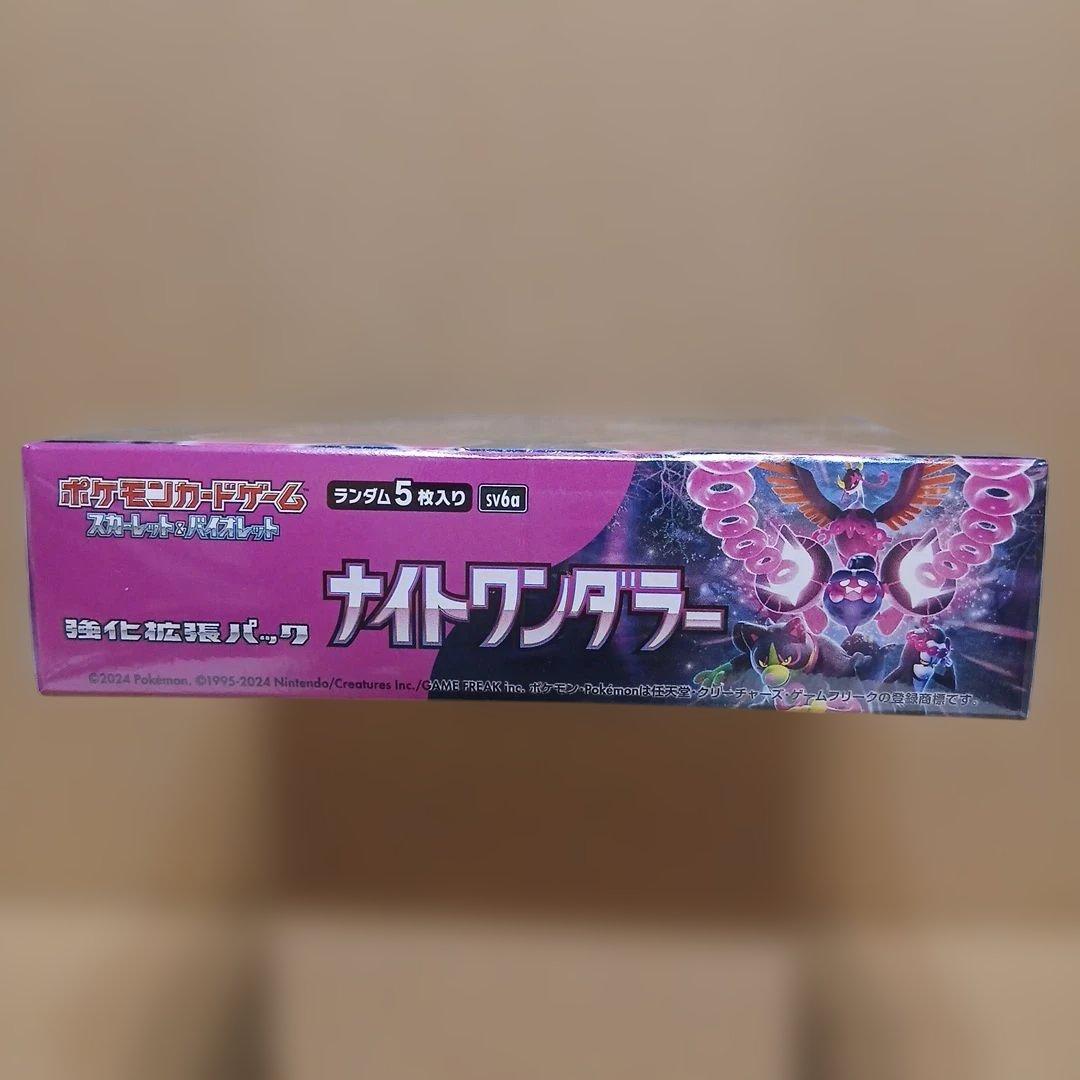 ポケモンカードゲーム
スカーレット&バイオレット
ランダム5枚入り sv6a
強化拡張パック ナイトワンダラー
©2024 Pokémon. ©1995-2024 Nintendo/Creatures Inc./GAME FREAK inc. ポケモン・Pokémonは任天堂・クリーチャーズ・ゲームフリークの登録商標です。